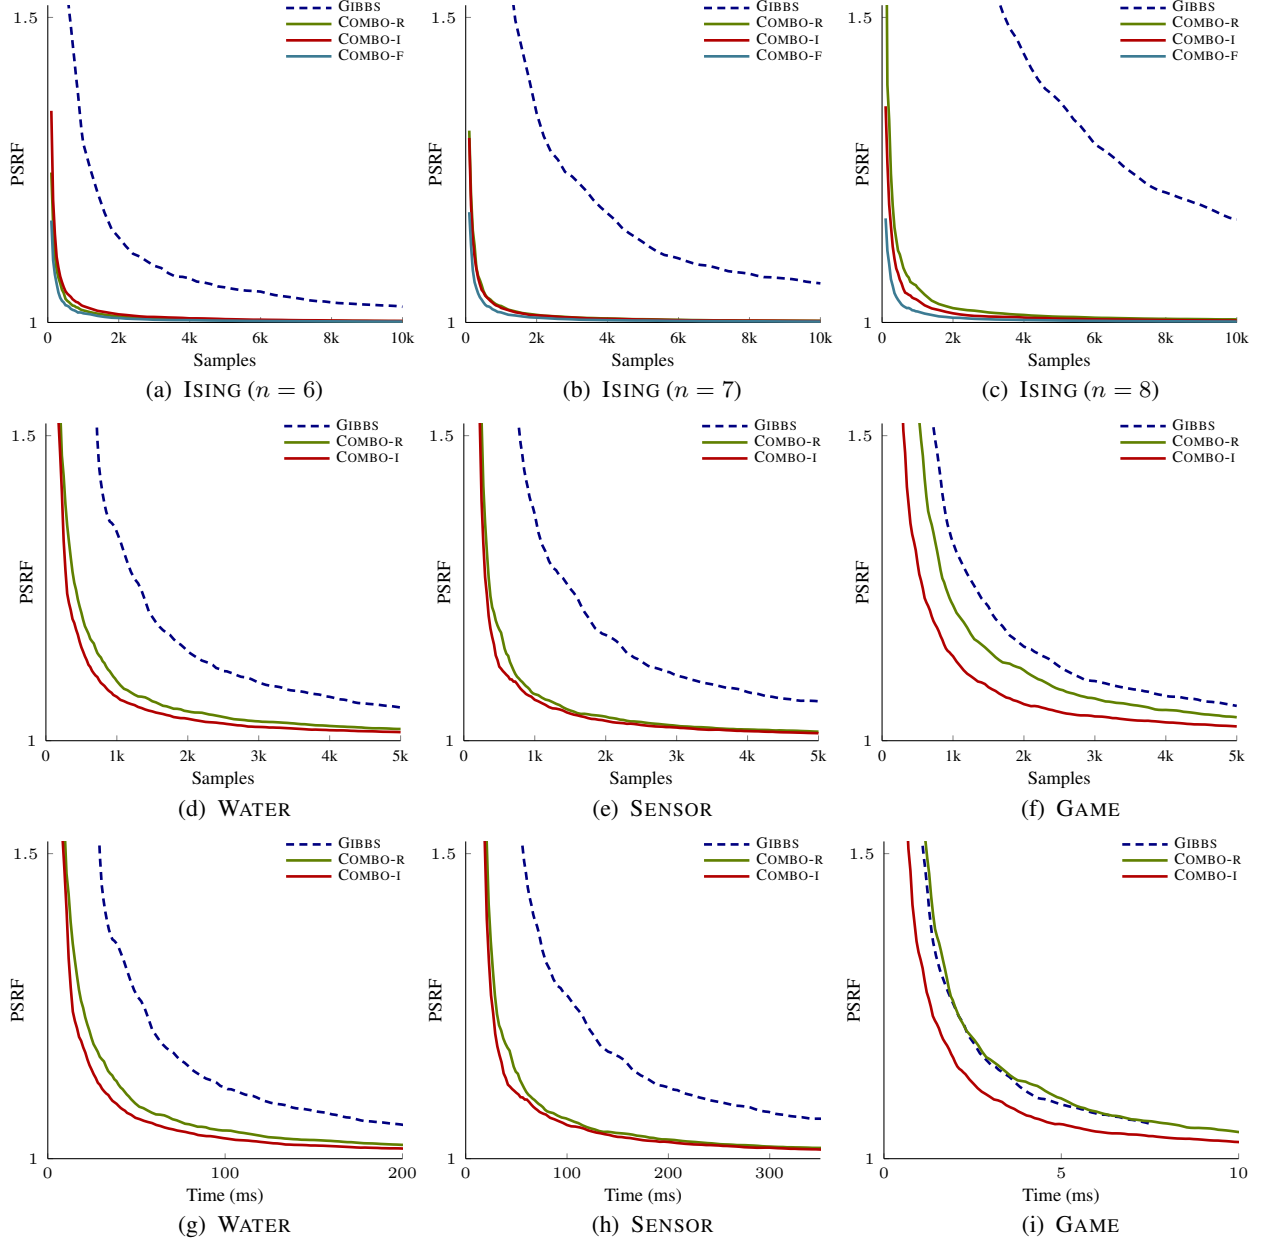 1.5
PSRF
1
GIBBS
COMBO-R
COMBO-I
COMBO-F
0 2k 4k 6k 8k 10k
Samples
(a) ISING (n = 6)
1.5
PSRF
1
GIBBS
COMBO-R
COMBO-I
COMBO-F
0 2k 4k 6k 8k 10k
Samples
(b) ISING (n = 7)
1.5
PSRF
1
GIBBS
COMBO-R
COMBO-I
COMBO-F
0 2k 4k 6k 8k 10k
Samples
(c) ISING (n = 8)
1.5
PSRF
1
GIBBS
COMBO-R
COMBO-I
0 1k 2k 3k 4k 5k
Samples
(d) WATER
1.5
PSRF
1
GIBBS
COMBO-R
COMBO-I
0 1k 2k 3k 4k 5k
Samples
(e) SENSOR
1.5
PSRF
1
GIBBS
COMBO-R
COMBO-I
0 1k 2k 3k 4k 5k
Samples
(f) GAME
1.5
PSRF
1
GIBBS
COMBO-R
COMBO-I
0 100 200
Time (ms)
(g) WATER
1.5
PSRF
1
GIBBS
COMBO-R
COMBO-I
0 100 200 300
Time (ms)
(h) SENSOR
1.5
PSRF
1
GIBBS
COMBO-R
COMBO-I
0 5 10
Time (ms)
(i) GAME